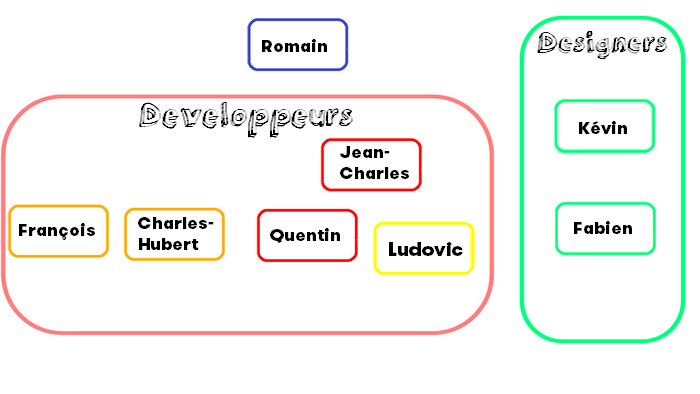 Romain
Developpeurs
Jean-
Charles
François
Charles-
Hubert
Quentin
Ludovic
Designers
Kévin
Fabien